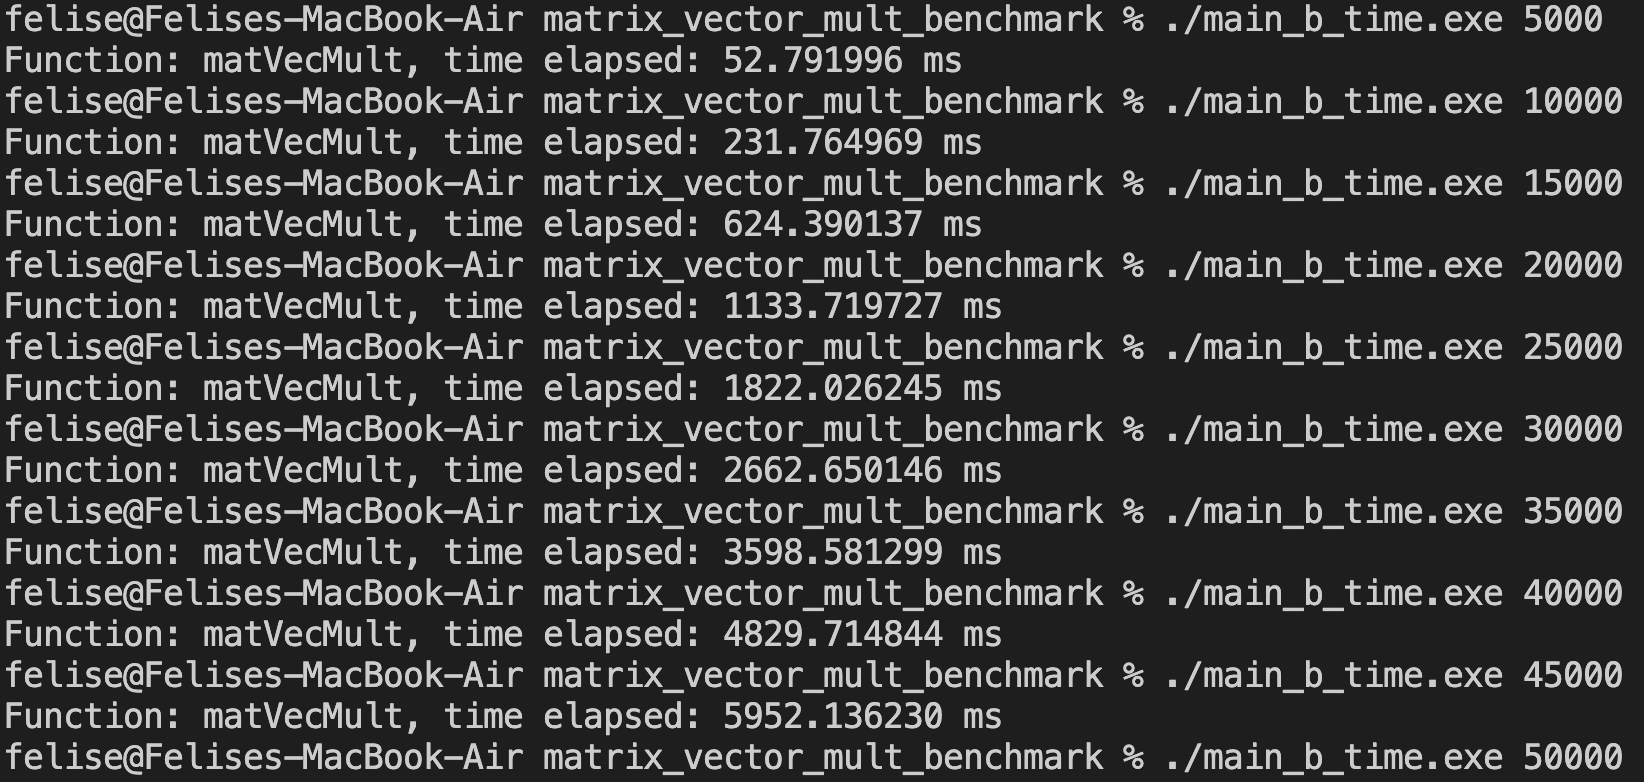 felise@Felises-MacBook-Air matrix_vector_mult_benchmark % ./main_b_time.exe 5000
Function: matVecMult, time elapsed: 52.791996 ms
felise@Felises-MacBook-Air matrix_vector_mult_benchmark % ./main_b_time.exe 10000
Function: matVecMult, time elapsed: 231.764969 ms
felise@Felises-MacBook-Air matrix_vector_mult_benchmark % ./main_b_time.exe 15000
Function: matVecMult, time elapsed: 624.390137 ms
felise@Felises-MacBook-Air matrix_vector_mult_benchmark % ./main_b_time.exe 20000
Function: matVecMult, time elapsed: 1133.719727 ms
felise@Felises-MacBook-Air matrix_vector_mult_benchmark % ./main_b_time.exe 25000
Function: matVecMult, time elapsed: 1822.026245 ms
felise@Felises-MacBook-Air matrix_vector_mult_benchmark % ./main_b_time.exe 30000
Function: matVecMult, time elapsed: 2662.650146 ms
felise@Felises-MacBook-Air matrix_vector_mult_benchmark % ./main_b_time.exe 35000
Function: matVecMult, time elapsed: 3598.581299 ms
felise@Felises-MacBook-Air matrix_vector_mult_benchmark % ./main_b_time.exe 40000
Function: matVecMult, time elapsed: 4829.714844 ms
felise@Felises-MacBook-Air matrix_vector_mult_benchmark % ./main_b_time.exe 45000
Function: matVecMult, time elapsed: 5952.136230 ms
felise@Felises-MacBook-Air matrix_vector_mult_benchmark % ./main_b_time.exe 50000